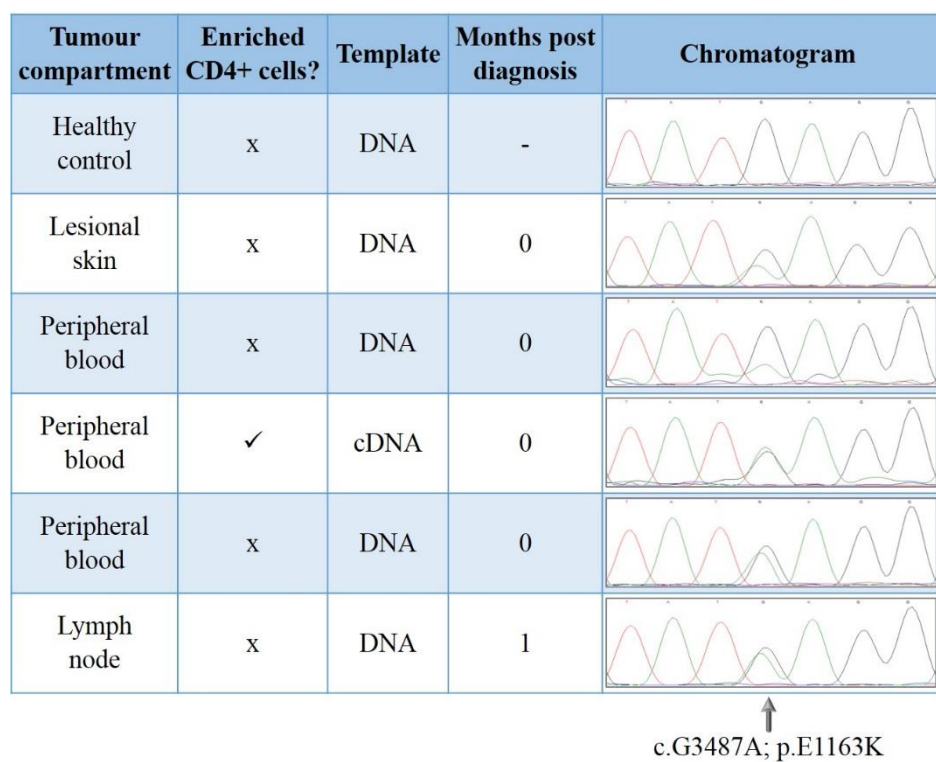 Tumour compartment Enriched CD4+ cells? Template Months post diagnosis Chromatogram
Healthy control x DNA -
Lesional skin x DNA 0
Peripheral blood x DNA 0
Peripheral blood ✓ cDNA 0
Peripheral blood x DNA 0
Lymph node x DNA 1
c.G3487A; p.E1163K